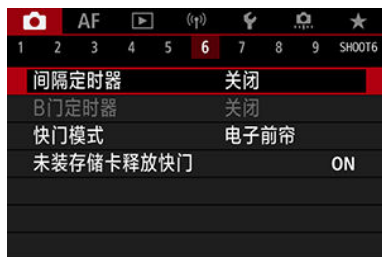 AF
1 2 3 4 5 6 7 8 9 SHOOT6
间隔定时器 关闭
B门定时器 关闭
快门模式 电子前帘
未装存储卡释放快门 ON